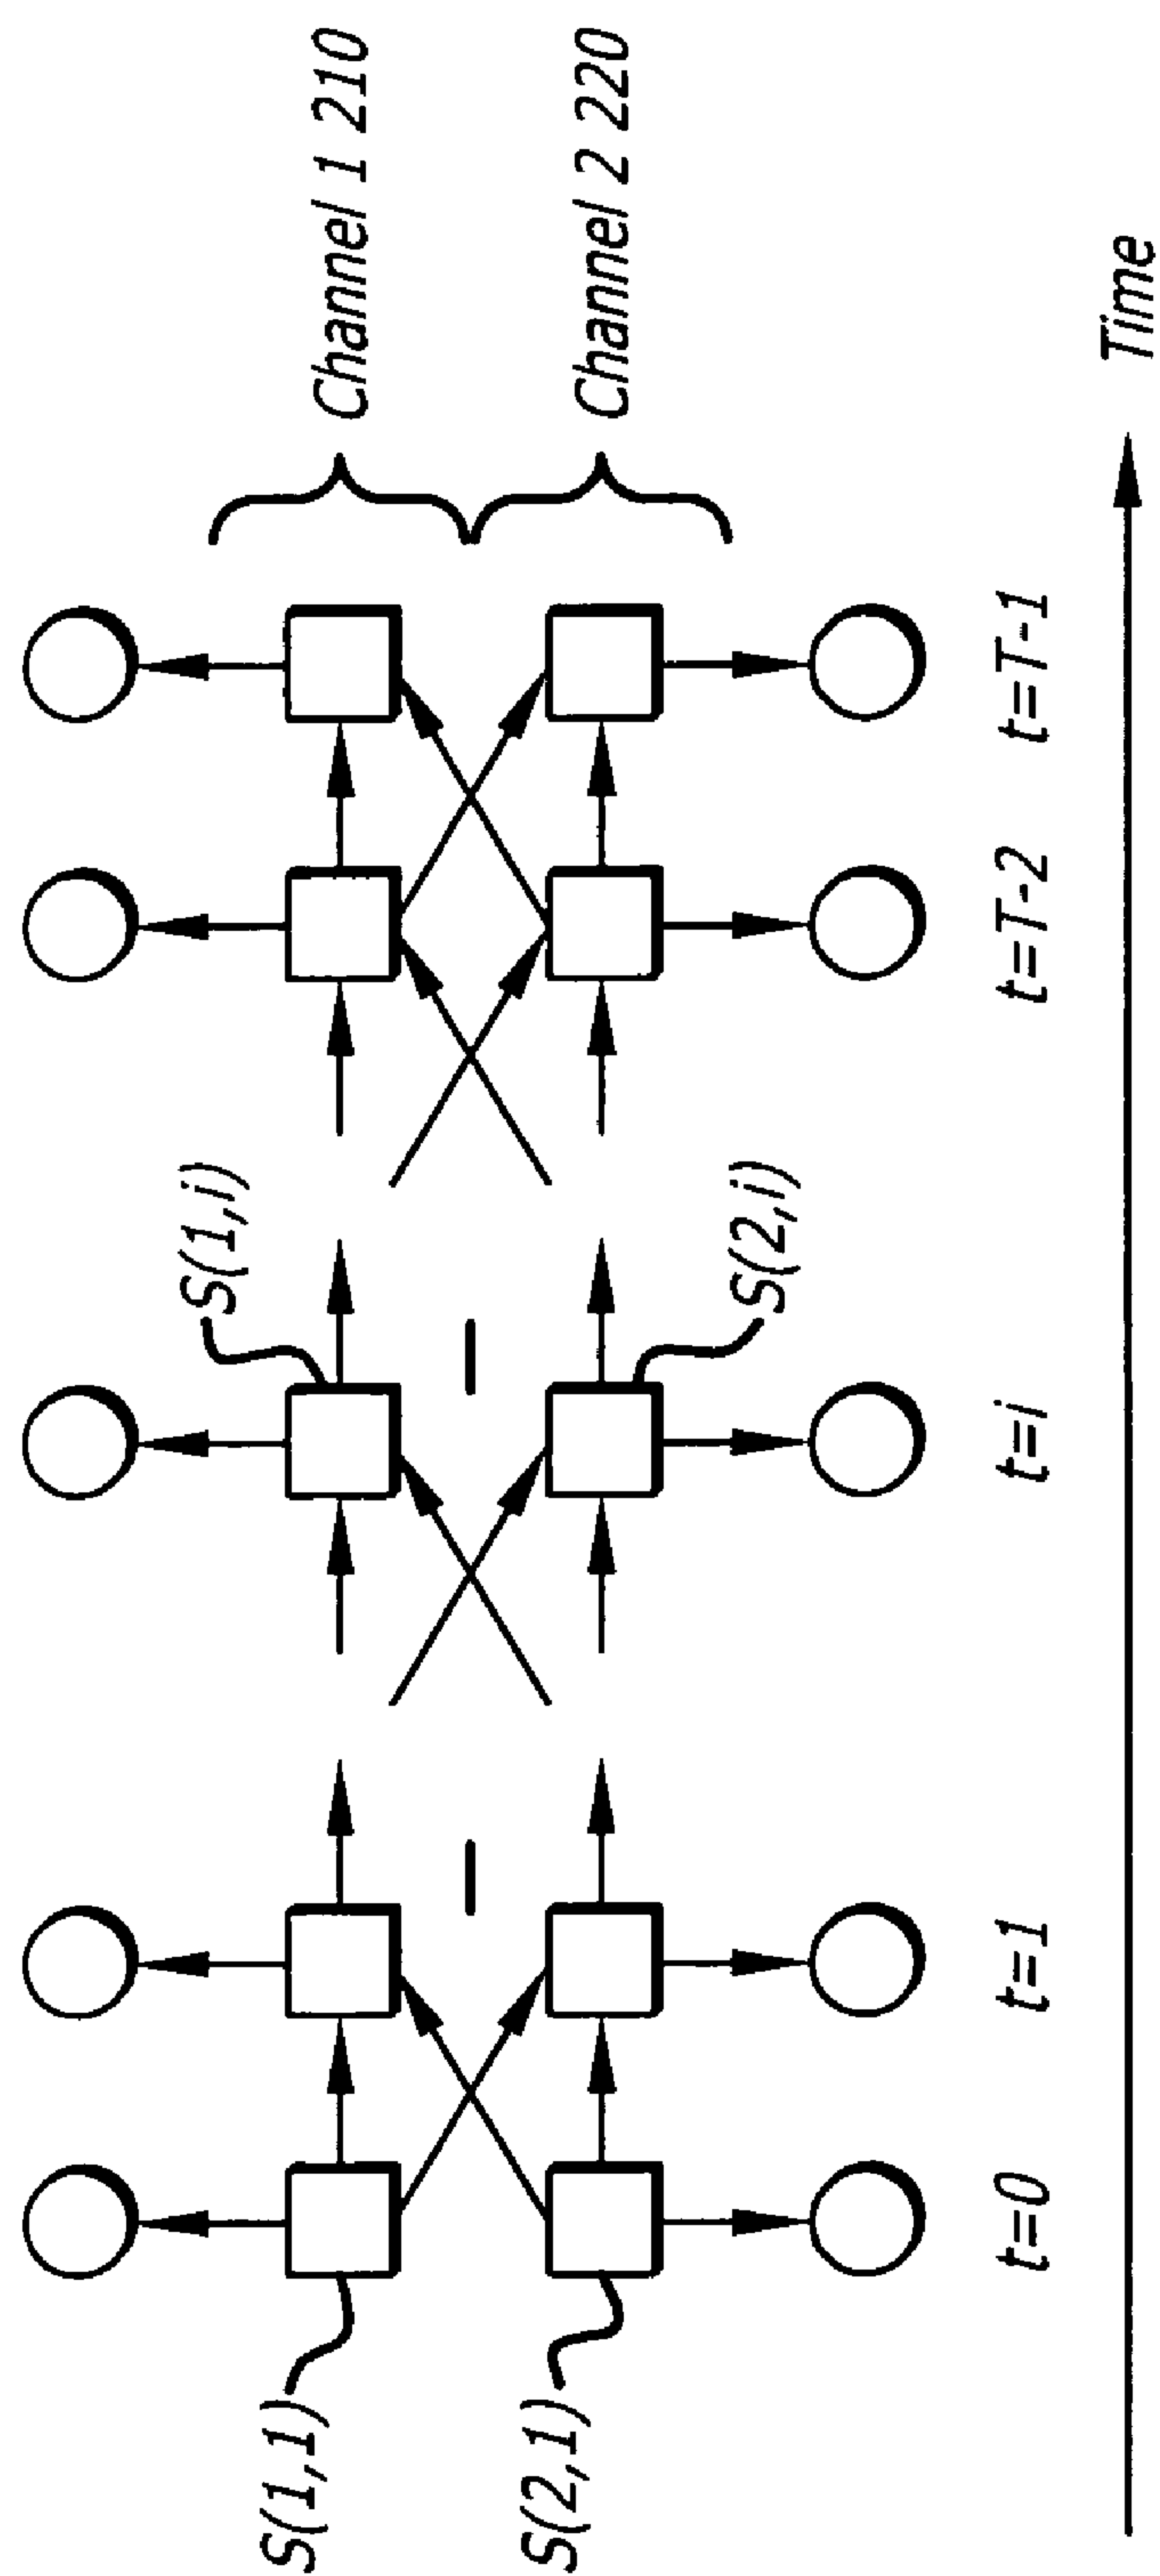 Channel 1 210
Channel 2 220
S(1,1)
S(1,i)
S(2,1)
S(2,i)
t=0
t=1
t=i
t=T-2
t=T-1
Time